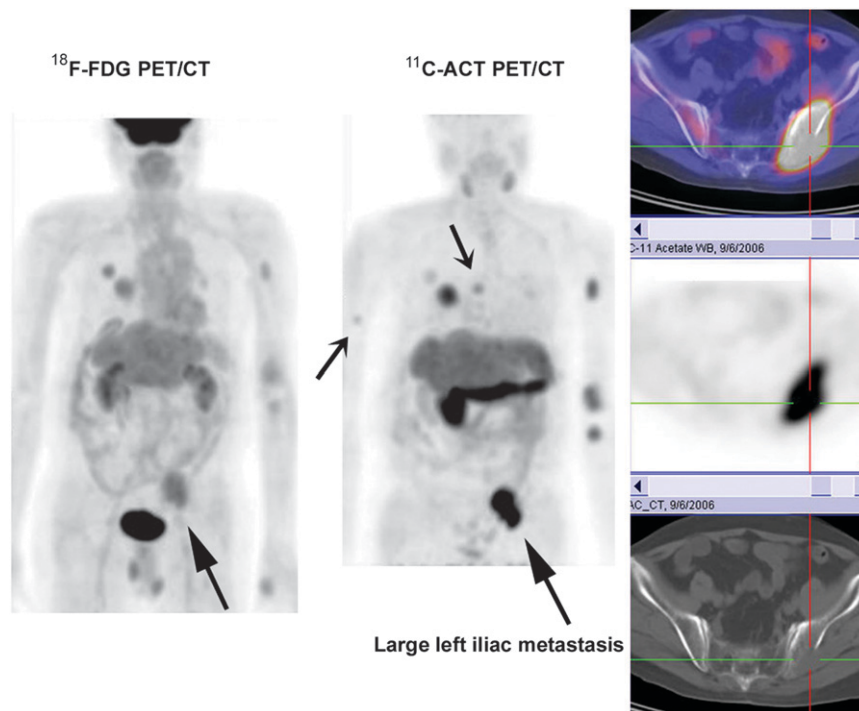 ¹⁸F-FDG PET/CT
¹¹C-ACT PET/CT
C-11 Acetate WB, 9/6/2006
AC_CT, 9/6/2006
Large left iliac metastasis